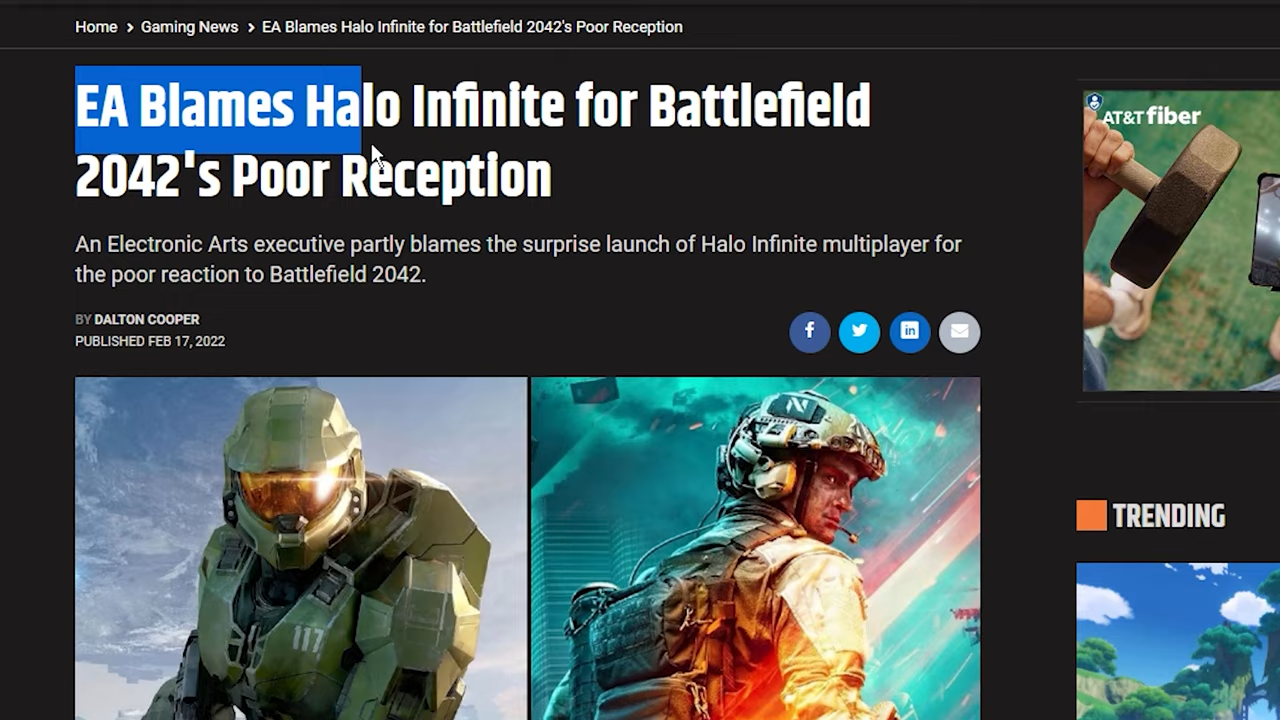 Home > Gaming News > EA Blames Halo Infinite for Battlefield 2042's Poor Reception
EA Blames Halo Infinite for Battlefield
2042's Poor Reception
An Electronic Arts executive partly blames the surprise launch of Halo Infinite multiplayer for
the poor reaction to Battlefield 2042.
BY DALTON COOPER
PUBLISHED FEB 17, 2022
AT&T fiber
N
117
TRENDING